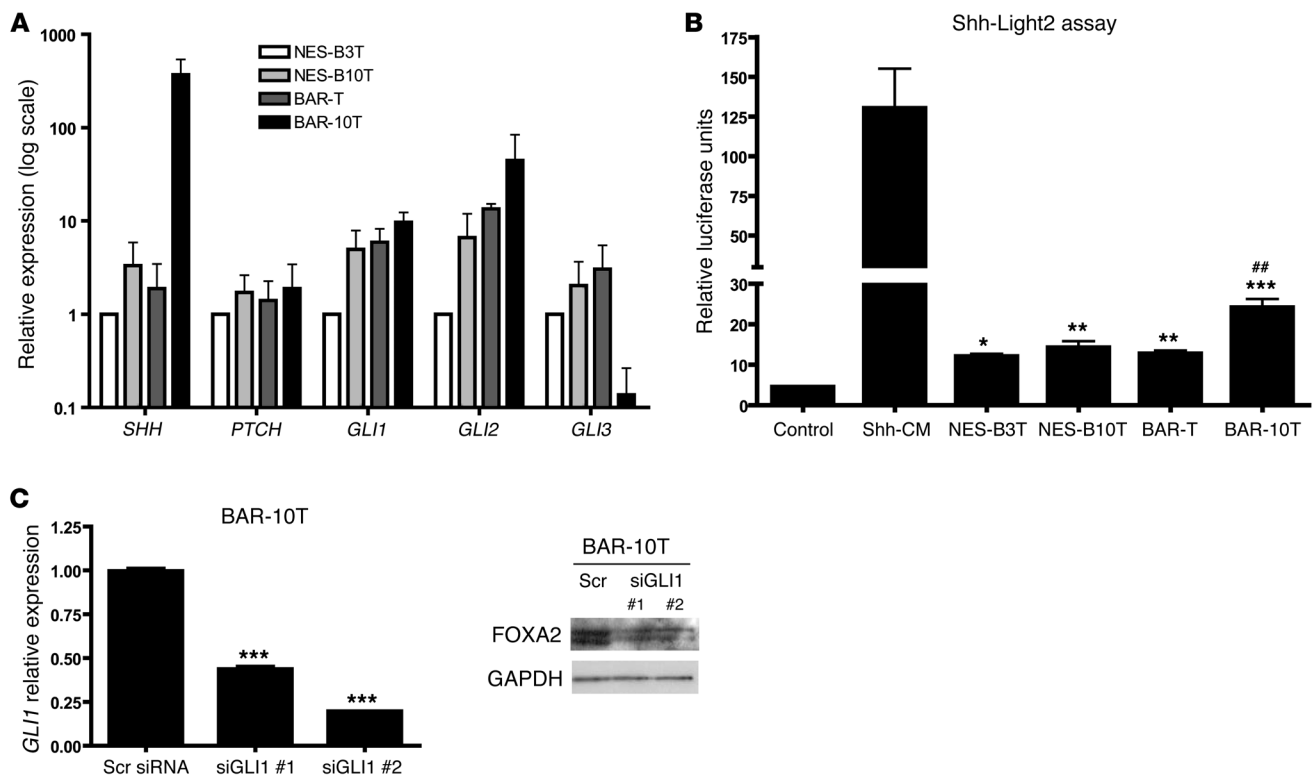 A
Relative expression (log scale)
1000
100
10
1
0.1
NES-B3T
NES-B10T
BAR-T
BAR-10T
SHH PTCH GLI1 GLI2 GLI3
B
Shh-Light2 assay
Relative luciferase units
175
150
125
100
75
50
30
20
10
0
*
**
**
##
***
Control Shh-CM NES-B3T NES-B10T BAR-T BAR-10T
C
BAR-10T
GLI1 relative expression
1.25
1.00
0.75
0.50
0.25
0.00
***
***
Scr siRNA siGLI1 #1 siGLI1 #2
BAR-10T
Scr siGLI1
#1 #2
FOXA2
GAPDH